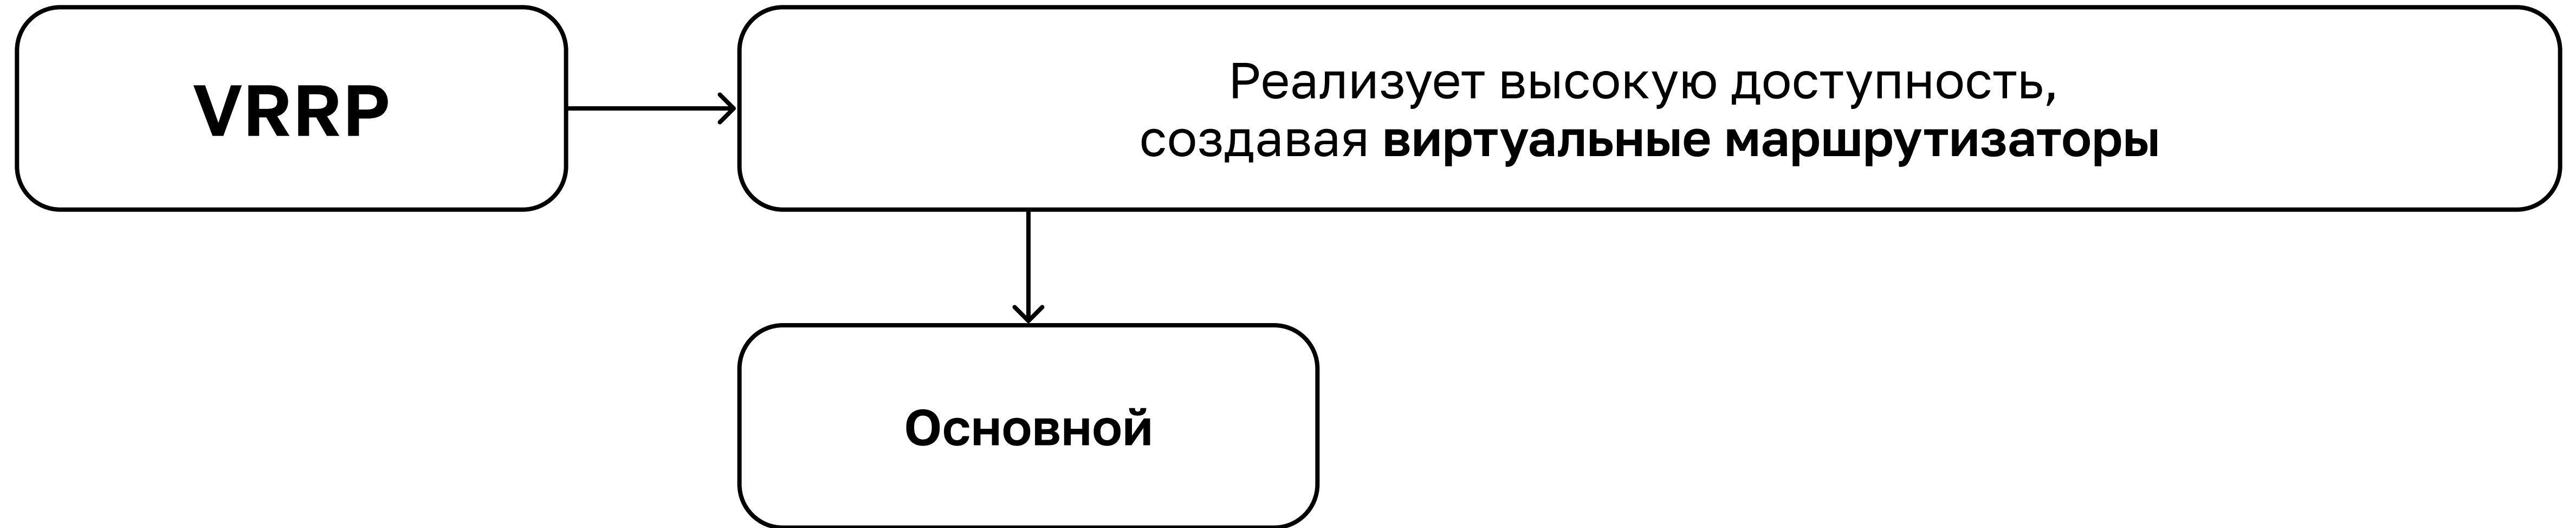 VRRP
Реализует высокую доступность,
создавая виртуальные маршрутизаторы
Основной